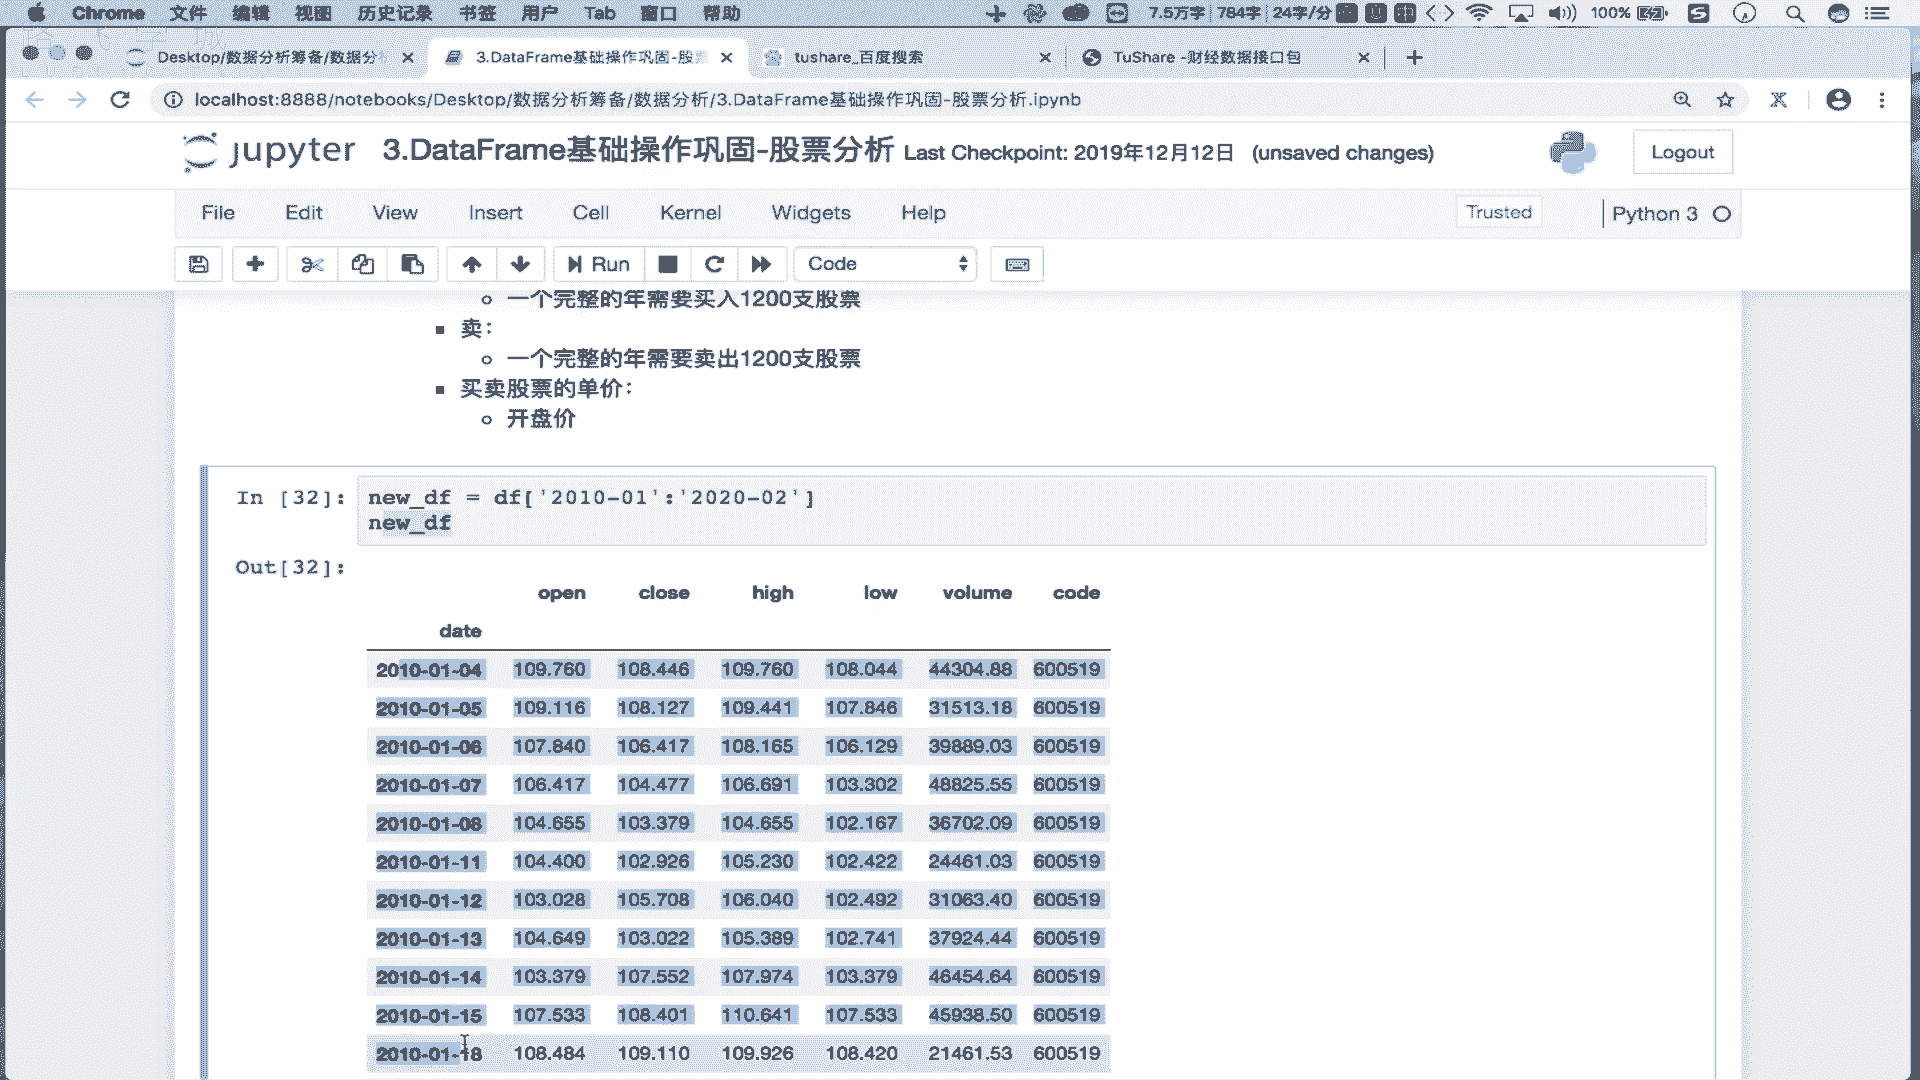 Chrome 文件 编辑 视图 历史记录 书签 用户 Tab 窗口 帮助 7.5万字 784字 24字/分 100%
Desktop/数据分析筹备/数据分析 3.DataFrame基础操作巩固-股票 tushare_百度搜索 TuShare -财经数据接口包
localhost:8888/notebooks/Desktop/数据分析筹备/数据分析/3.DataFrame基础操作巩固-股票分析.ipynb
jupyter 3.DataFrame基础操作巩固-股票分析 Last Checkpoint: 2019年12月12日 (unsaved changes) Logout
File Edit View Insert Cell Kernel Widgets Help Trusted Python 3
Run Code
一个完整的年需要买入1200支股票
卖：
一个完整的年需要卖出1200支股票
买卖股票的单价：
开盘价
In [32]: new_df = df['2010-01':'2020-02']
new_df
Out[32]:
open close high low volume code
date
2010-01-04 109.760 108.446 109.760 108.044 44304.88 600519
2010-01-05 109.116 108.127 109.441 107.846 31513.18 600519
2010-01-06 107.840 106.417 108.165 106.129 39889.03 600519
2010-01-07 106.417 104.477 106.691 103.302 48825.55 600519
2010-01-08 104.655 103.379 104.655 102.167 36702.09 600519
2010-01-11 104.400 102.926 105.230 102.422 24461.03 600519
2010-01-12 103.028 105.708 106.040 102.492 31063.40 600519
2010-01-13 104.649 103.022 105.389 102.741 37924.44 600519
2010-01-14 103.379 107.552 107.974 103.379 46454.64 600519
2010-01-15 107.533 108.401 110.641 107.533 45938.50 600519
2010-01-18 108.484 109.110 109.926 108.420 21461.53 600519